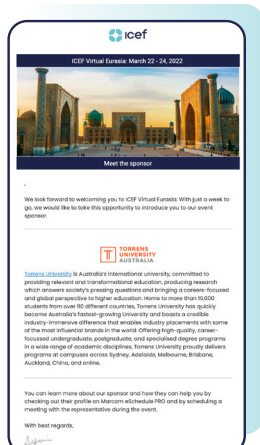 icef
ICEF Virtual Eurasia: March 22 - 24, 2022
Meet the sponsor
,
We look forward to welcoming you to ICEF Virtual Eurasia. With just a week to
go, we would like to take this opportunity to introduce you to our event
sponsor.
T TORRENS
UNIVERSITY
AUSTRALIA
Torrens University is Australia's international university, committed to
providing relevant and transformational education, producing research
which answers society's pressing questions and bringing a careers-focused
and global perspective to higher education. Home to more than 19,000
students from over 110 different countries, Torrens University has quickly
become Australia's fastest-growing University and boasts a credible
industry-immersive difference that enables industry placements with some
of the most influential brands in the world. Offering high-quality, career-
focussed undergraduate, postgraduate, and specialised degree programs
in a wide range of academic disciplines, Torrens University proudly delivers
programs at campuses across Sydney, Adelaide, Melbourne, Brisbane,
Auckland, China, and online.
You can learn more about our sponsor and how they can help you by
checking out their profile on Marcom eSchedule PRO and by scheduling a
meeting with the representative during the event.
With best regards,